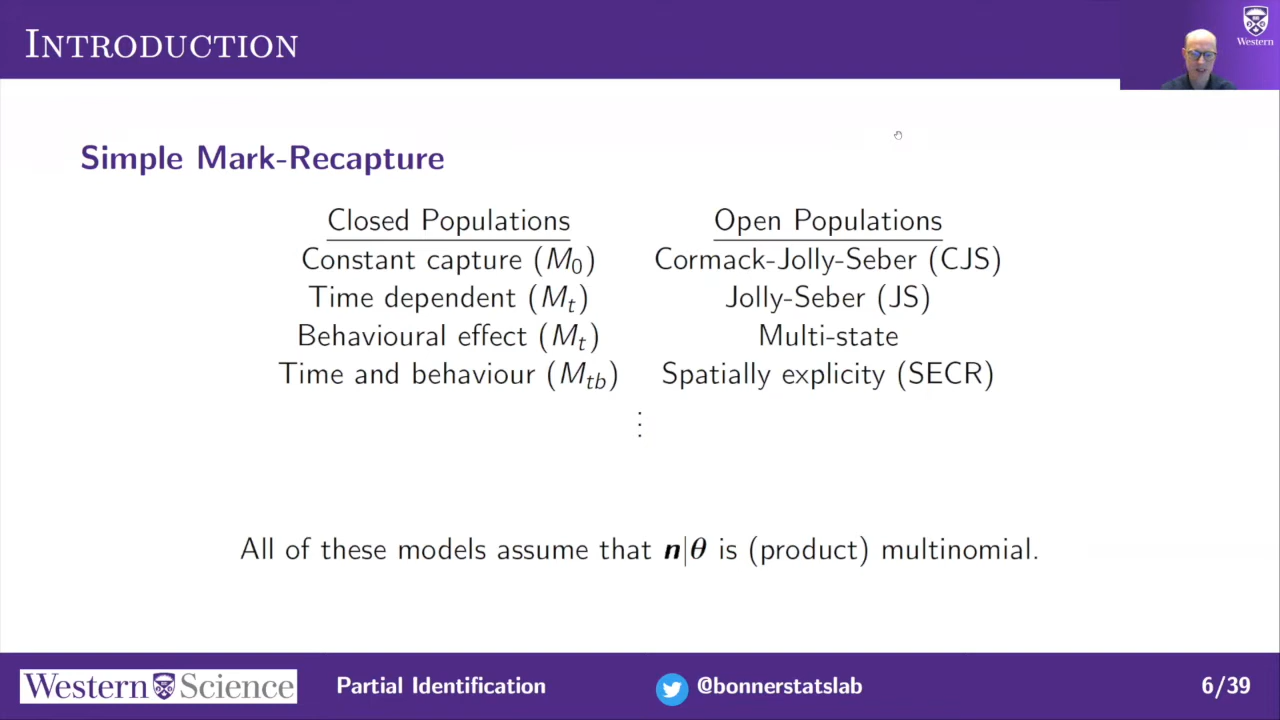 INTRODUCTION
Western
Simple Mark-Recapture
Closed Populations Open Populations
Constant capture (M0) Cormack-Jolly-Seber (CJS)
Time dependent (Mt) Jolly-Seber (JS)
Behavioural effect (Mt) Multi-state
Time and behaviour (Mtb) Spatially explicity (SECR)
⋮
All of these models assume that n|θ is (product) multinomial.
Western Science Partial Identification @bonnerstatslab 6/39